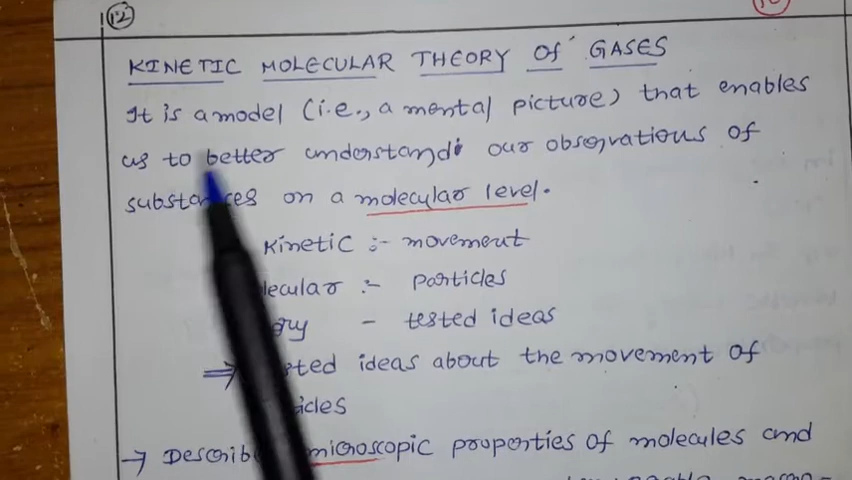 12
KINETIC MOLECULAR THEORY Of GASES
It is a model (i.e., a mental picture) that enables
us to better understand our observations of
substances on a molecular level.
Kinetic :- movement
lecular :- particles
- tested ideas
ideas about the movement of
→ microscopic properties of molecules and